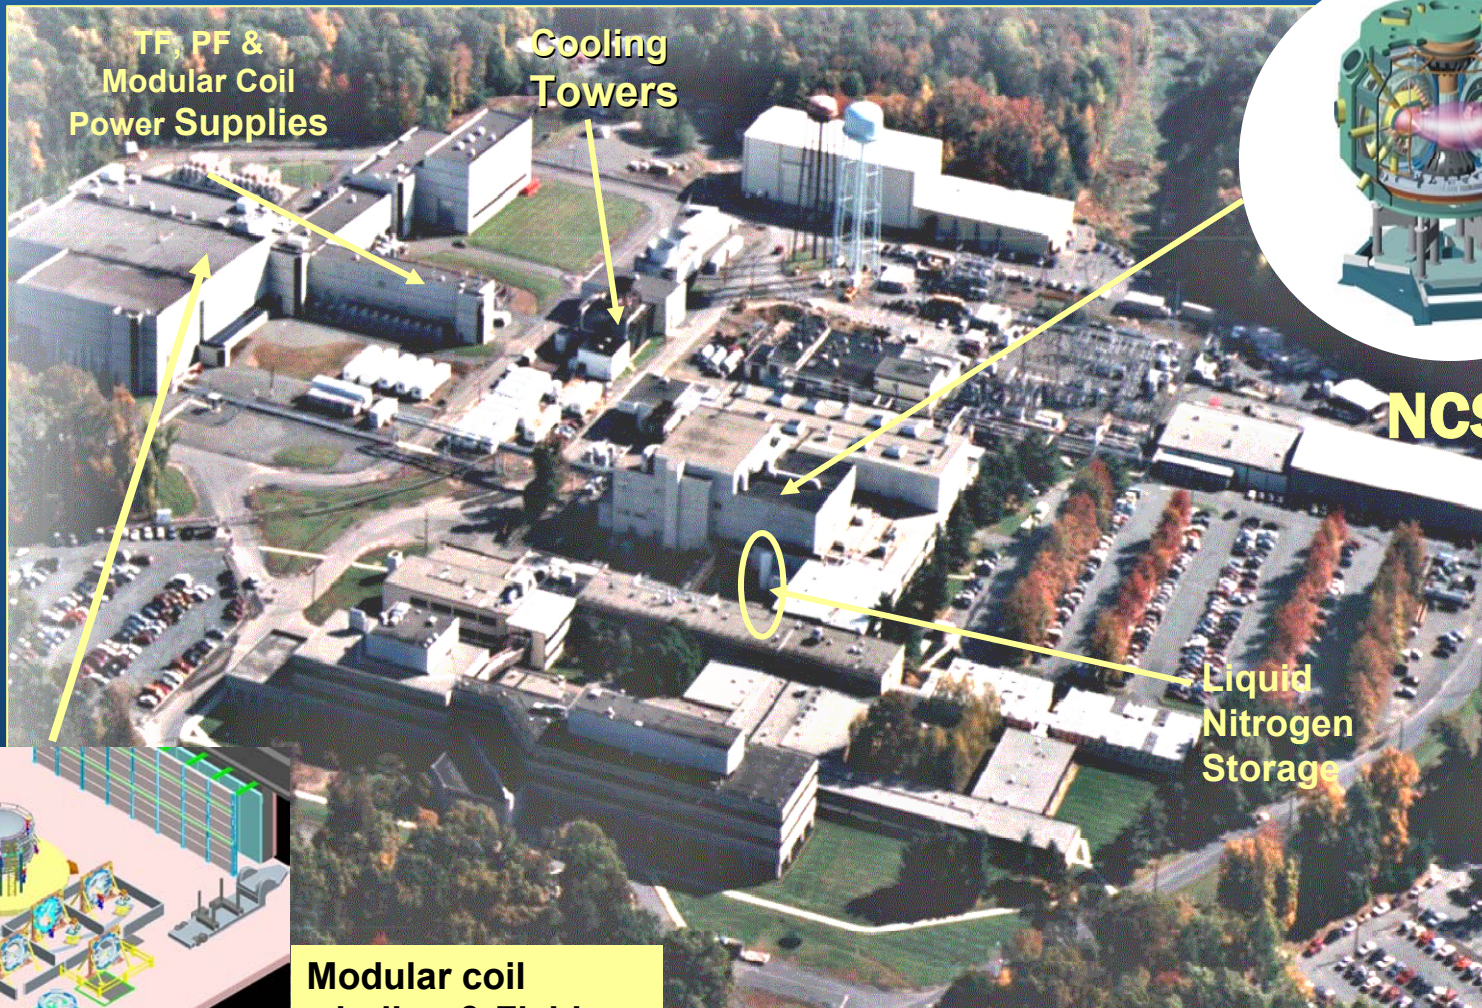 TF, PF &
Modular Coil
Power Supplies
Cooling
Towers
NCS
Liquid
Nitrogen
Storage
Modular coil